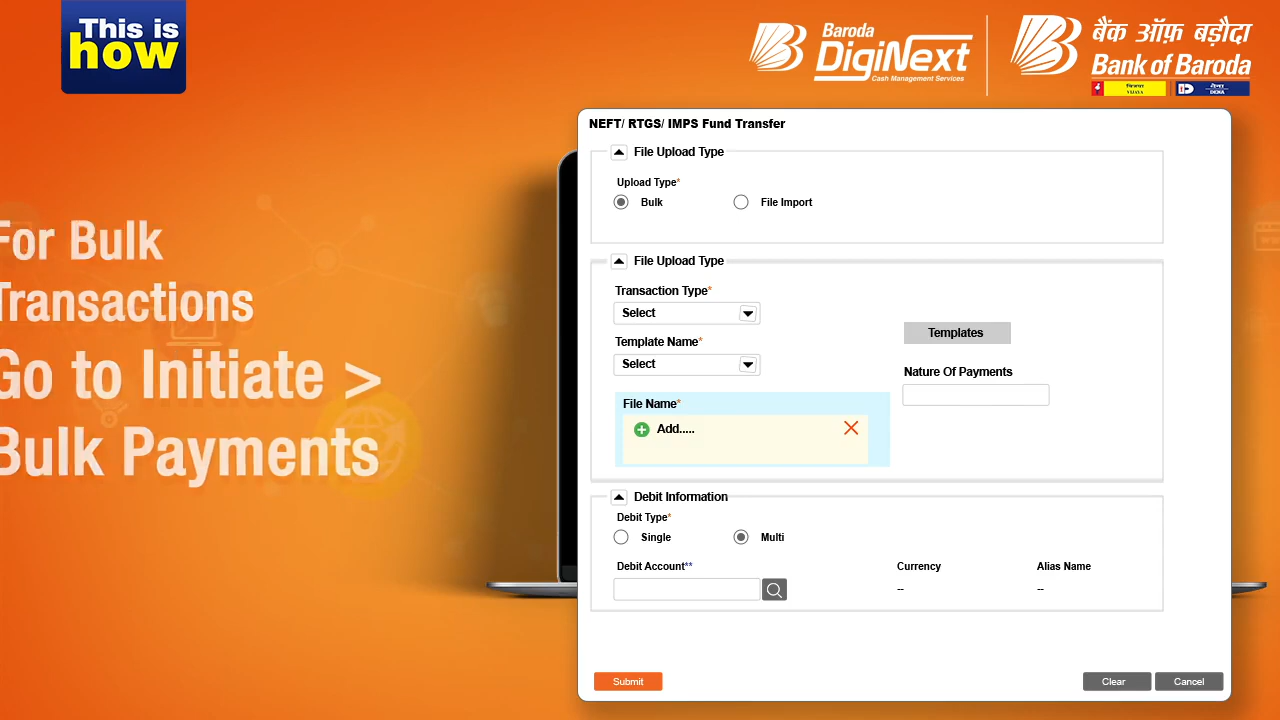 This is
how
Baroda
DigiNext
Cash Management Services
बैंक ऑफ़ बड़ौदा
Bank of Baroda
विजया
VIJAYA
देना
DENA
For Bulk
Transactions
Go to Initiate >
Bulk Payments
NEFT/ RTGS/ IMPS Fund Transfer
File Upload Type
Upload Type*
Bulk
File Import
File Upload Type
Transaction Type*
Select
Templates
Template Name*
Select
Nature Of Payments
File Name*
Add.....
Debit Information
Debit Type*
Single
Multi
Debit Account**
Currency
Alias Name
--
--
Submit
Clear
Cancel